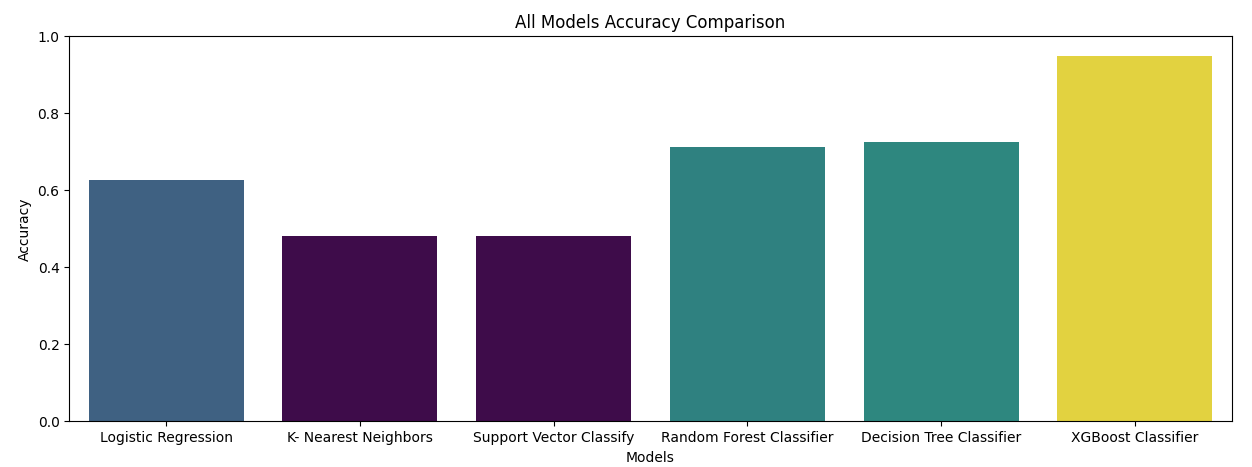 All Models Accuracy Comparison
1.0
0.8
0.6
0.4
0.2
0.0
Accuracy
Logistic Regression
K- Nearest Neighbors
Support Vector Classify
Random Forest Classifier
Decision Tree Classifier
XGBoost Classifier
Models